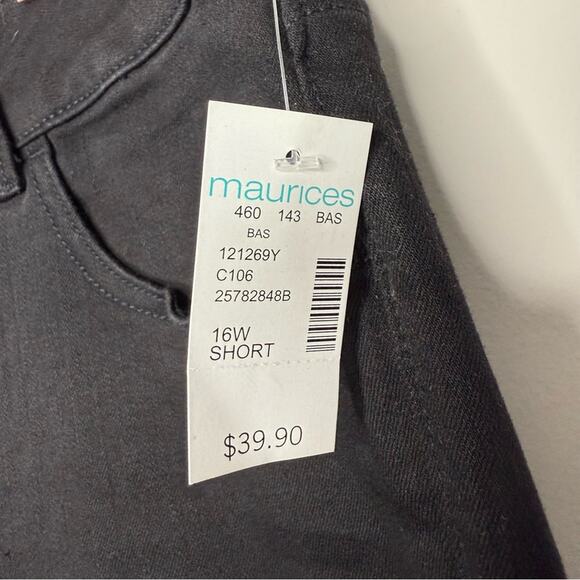 maurices
460 143 BAS
BAS
121269Y
C106
25782848B
16W
SHORT
$39.90